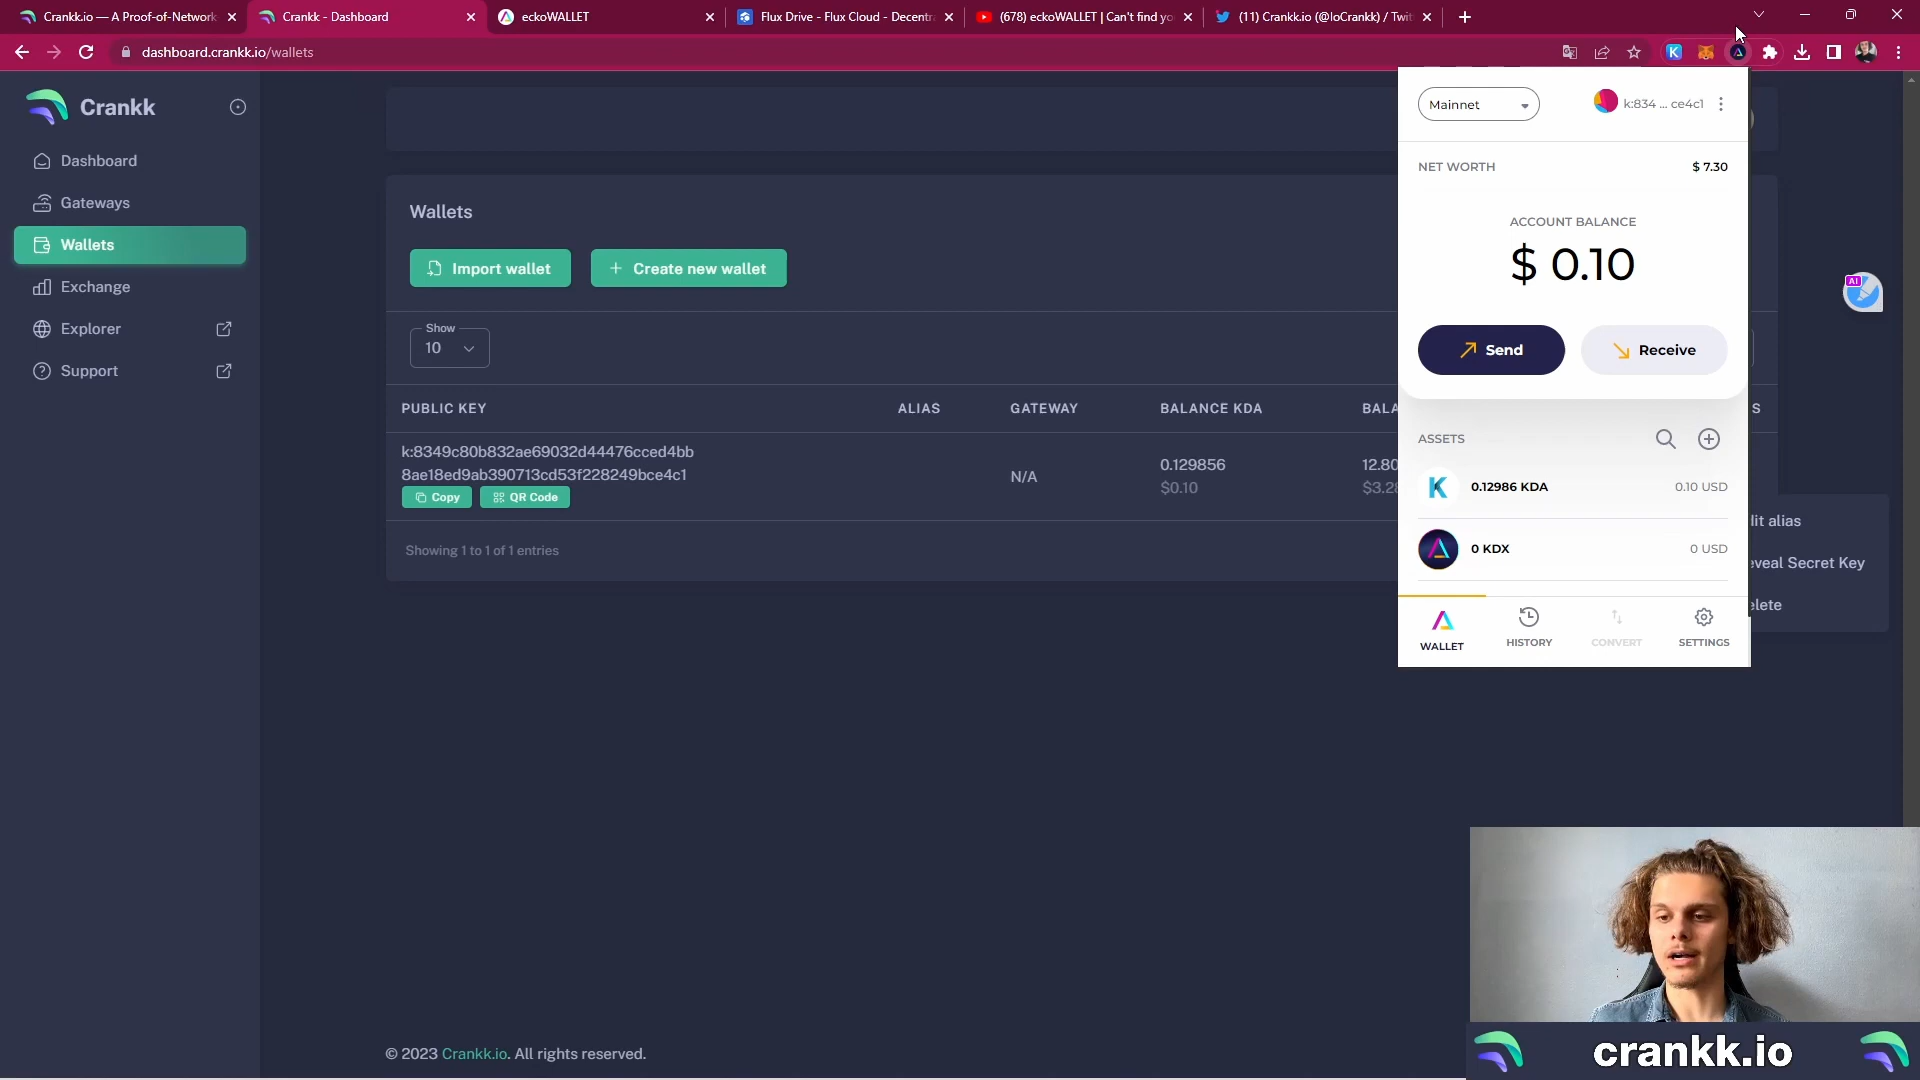 Crankk.io — A Proof-of-Network
Crankk - Dashboard
eckoWALLET
Flux Drive - Flux Cloud - Decentr
(678) eckoWALLET | Can't find yo
(11) Crankk.io (@IoCrankk) / Twit
dashboard.crankk.io/wallets
Crankk
Dashboard
Gateways
Wallets
Exchange
Explorer
Support
Wallets
Import wallet
Create new wallet
Show
10
PUBLIC KEY
ALIAS
GATEWAY
BALANCE KDA
BALA
S
k:8349c80b832ae69032d44476cced4bb
8ae18ed9ab390713cd53f228249bce4c1
Copy
QR Code
N/A
0.129856
$0.10
12.80
$3.28
Showing 1 to 1 of 1 entries
Mainnet
k:834 ... ce4c1
NET WORTH
$ 7.30
ACCOUNT BALANCE
$ 0.10
Send
Receive
ASSETS
0.12986 KDA
0.10 USD
0 KDX
0 USD
WALLET
HISTORY
CONVERT
SETTINGS
dit alias
eveal Secret Key
elete
AI
© 2023 Crankk.io. All rights reserved.
crankk.io